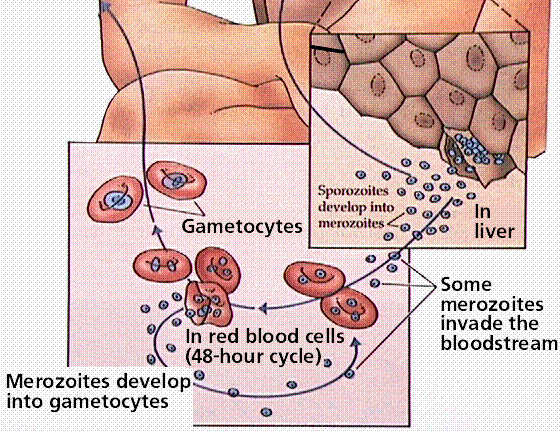 Sporozoites
develop into
merozoites
In
liver
Gametocytes
Some
merozoites
invade the
bloodstream
In red blood cells
(48-hour cycle)
Merozoites develop
into gametocytes